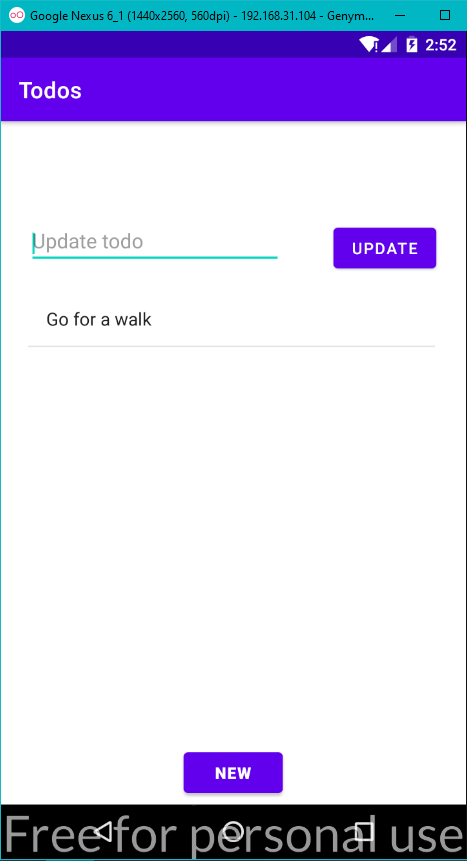 Google Nexus 6_1 (1440x2560, 560dpi) - 192.168.31.104 - Genym...
2:52
Todos
Update todo
UPDATE
Go for a walk
NEW
Free for personal use